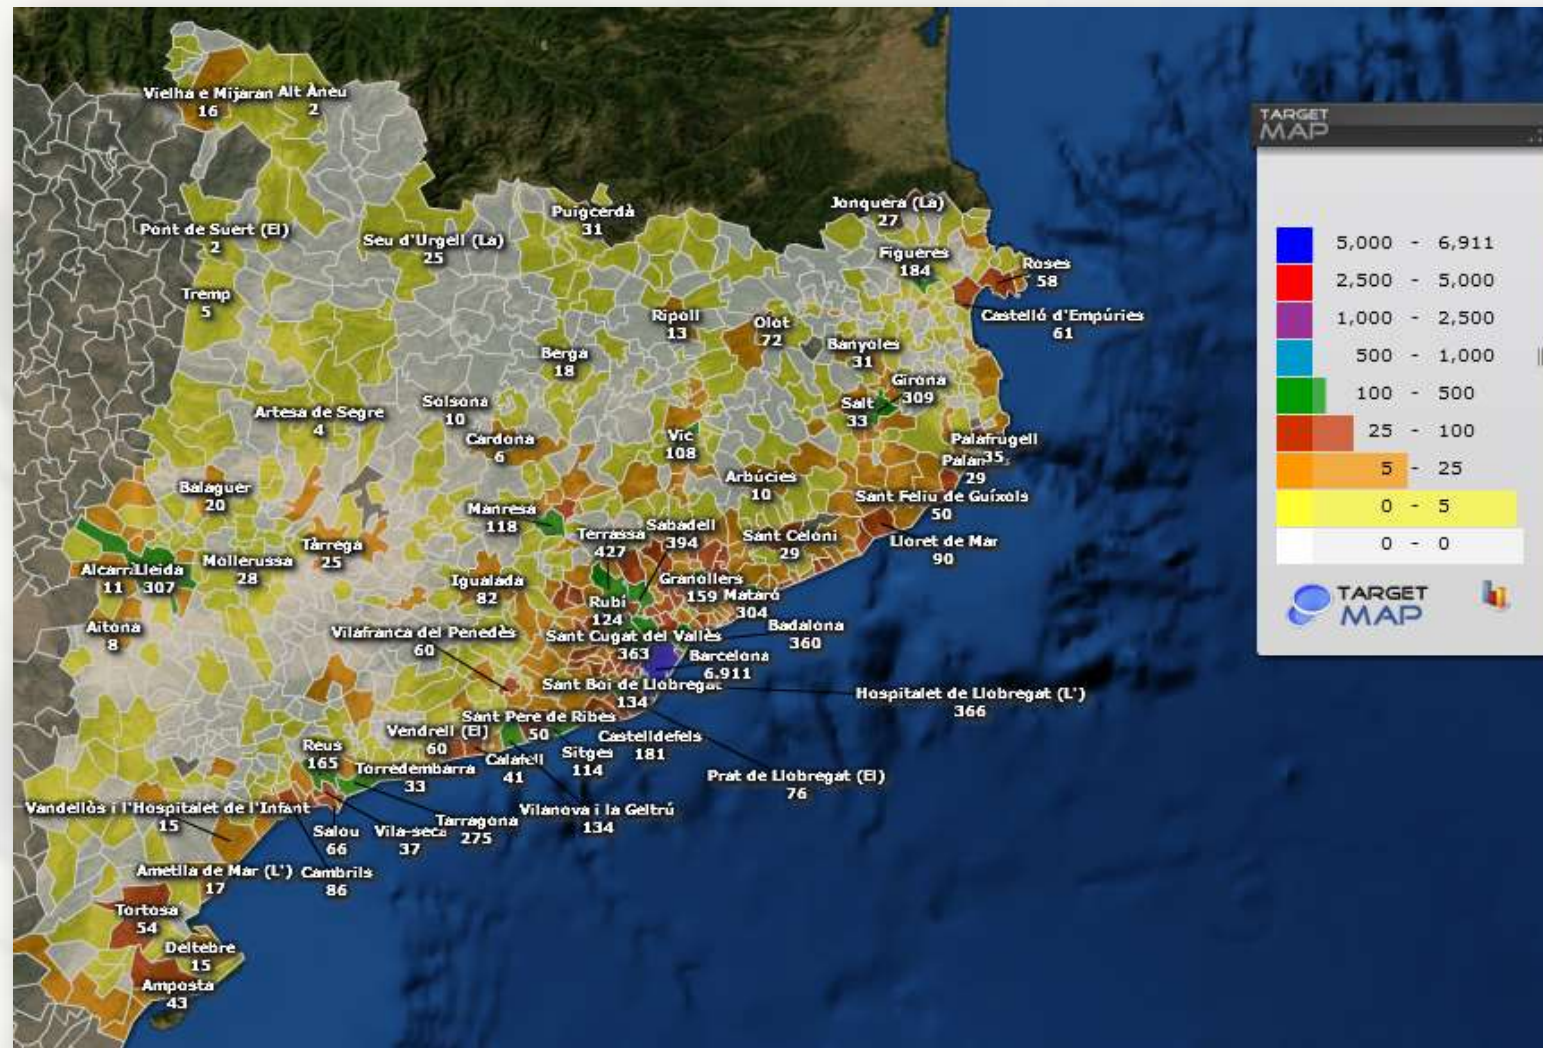 Vielha e Mijaran
16
Alt Àneu
2
Pont de Suert (El)
2
Seu d'Urgell (La)
25
Puigcerdà
31
Jonquera (La)
27
Figueres
184
Roses
58
Castelló d'Empúries
61
Tremp
5
Ripoll
13
Olot
72
Banyoles
31
Berga
18
Girona
309
Salt
33
Artesa de Segre
4
Solsona
10
Cardona
6
Vic
108
Palafrugell
35
29
Arbúcies
10
Balaguer
20
Sant Feliu de Guíxols
50
Manresa
118
Terrassa
427
Sabadell
394
Sant Celoni
29
Lloret de Mar
90
Tàrrega
25
Mollerussa
28
11
Lleida
307
Igualada
82
Granollers
159
Mataró
304
Rubí
124
Aitona
8
Vilafranca del Penedès
60
Sant Cugat del Vallès
363
Badalona
360
Barcelona
6.911
Sant Boi de Llobregat
134
Hospitalet de Llobregat (L')
366
Sant Pere de Ribes
50
Vendrell (El)
60
Castelldefels
181
Sitges
114
Calafell
41
Reus
165
Torredembarra
33
Prat de Llobregat (El)
76
Vandellòs i l'Hospitalet de l'Infant
15
Vilanova i la Geltrú
134
Tarragona
275
Salou
66
Vila-seca
37
Ametlla de Mar (L')
17
Cambrils
86
Tortosa
54
Deltebre
15
Amposta
43
TARGET
MAP
5,000 - 6,911
2,500 - 5,000
1,000 - 2,500
500 - 1,000
100 - 500
25 - 100
5 - 25
0 - 5
0 - 0
TARGET
MAP